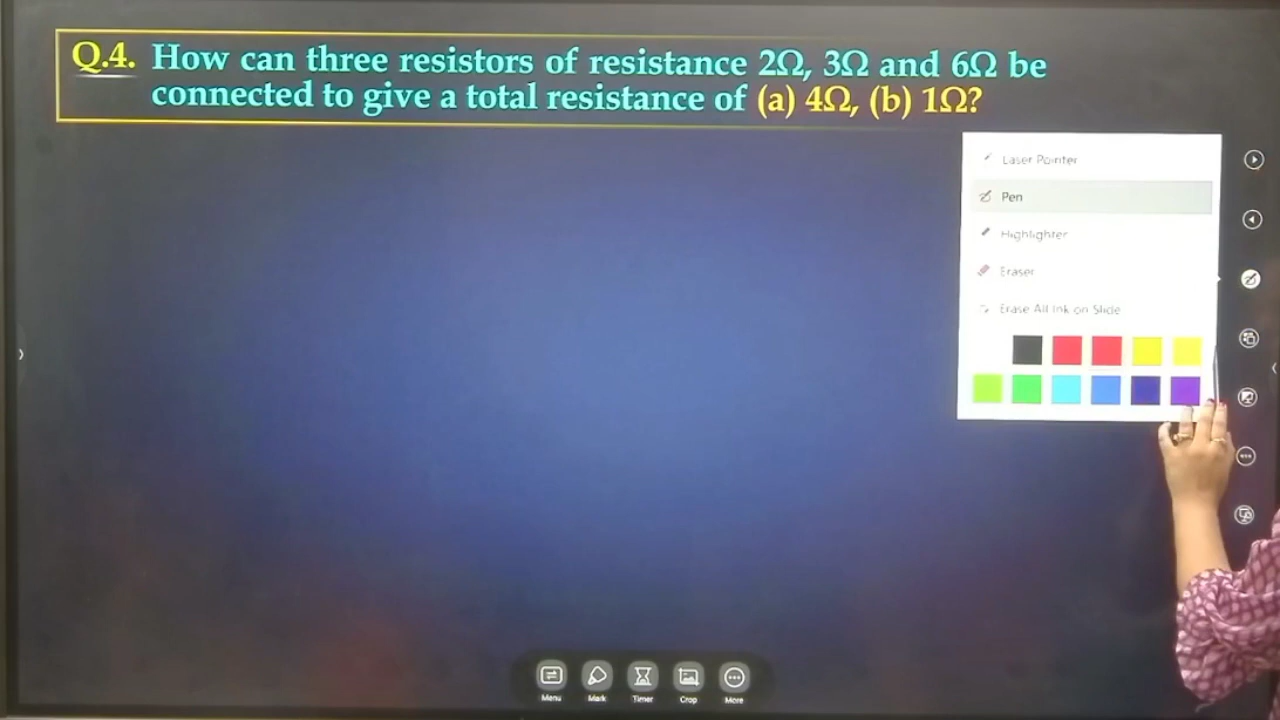 Q.4. How can three resistors of resistance 2Ω, 3Ω and 6Ω be
connected to give a total resistance of (a) 4Ω, (b) 1Ω?
Laser Pointer
Pen
Highlighter
Eraser
Erase All Ink on Slide
Menu
Mark
Timer
Crop
More